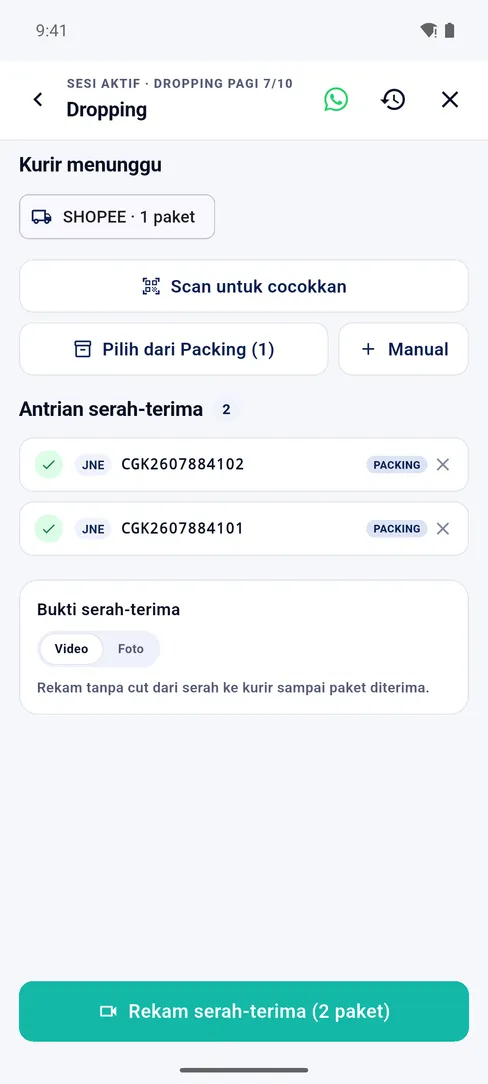 9:41
SESI AKTIF · DROPPING PAGI 7/10
Dropping
Kurir menunggu
SHOPEE · 1 paket
Scan untuk cocokkan
Pilih dari Packing (1)
+ Manual
Antrian serah-terima 2
JNE CGK2607884102 PACKING
JNE CGK2607884101 PACKING
Bukti serah-terima
Video Foto
Rekam tanpa cut dari serah ke kurir sampai paket diterima.
Rekam serah-terima (2 paket)